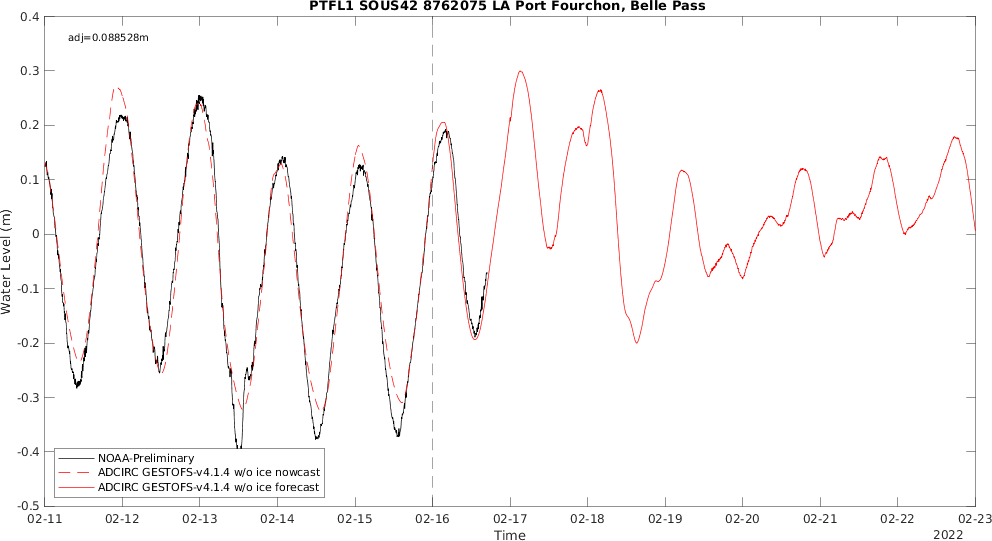 PTFL1 SOUS42 8762075 LA Port Fourchon, Belle Pass
adj=0.088528m
0.4
0.3
0.2
0.1
0
-0.1
-0.2
-0.3
-0.4
-0.5
Water Level (m)
NOAA-Preliminary
ADCIRC GESTOFS-v4.1.4 w/o ice nowcast
ADCIRC GESTOFS-v4.1.4 w/o ice forecast
02-11 02-12 02-13 02-14 02-15 02-16 02-17 02-18 02-19 02-20 02-21 02-22 02-23
Time
2022